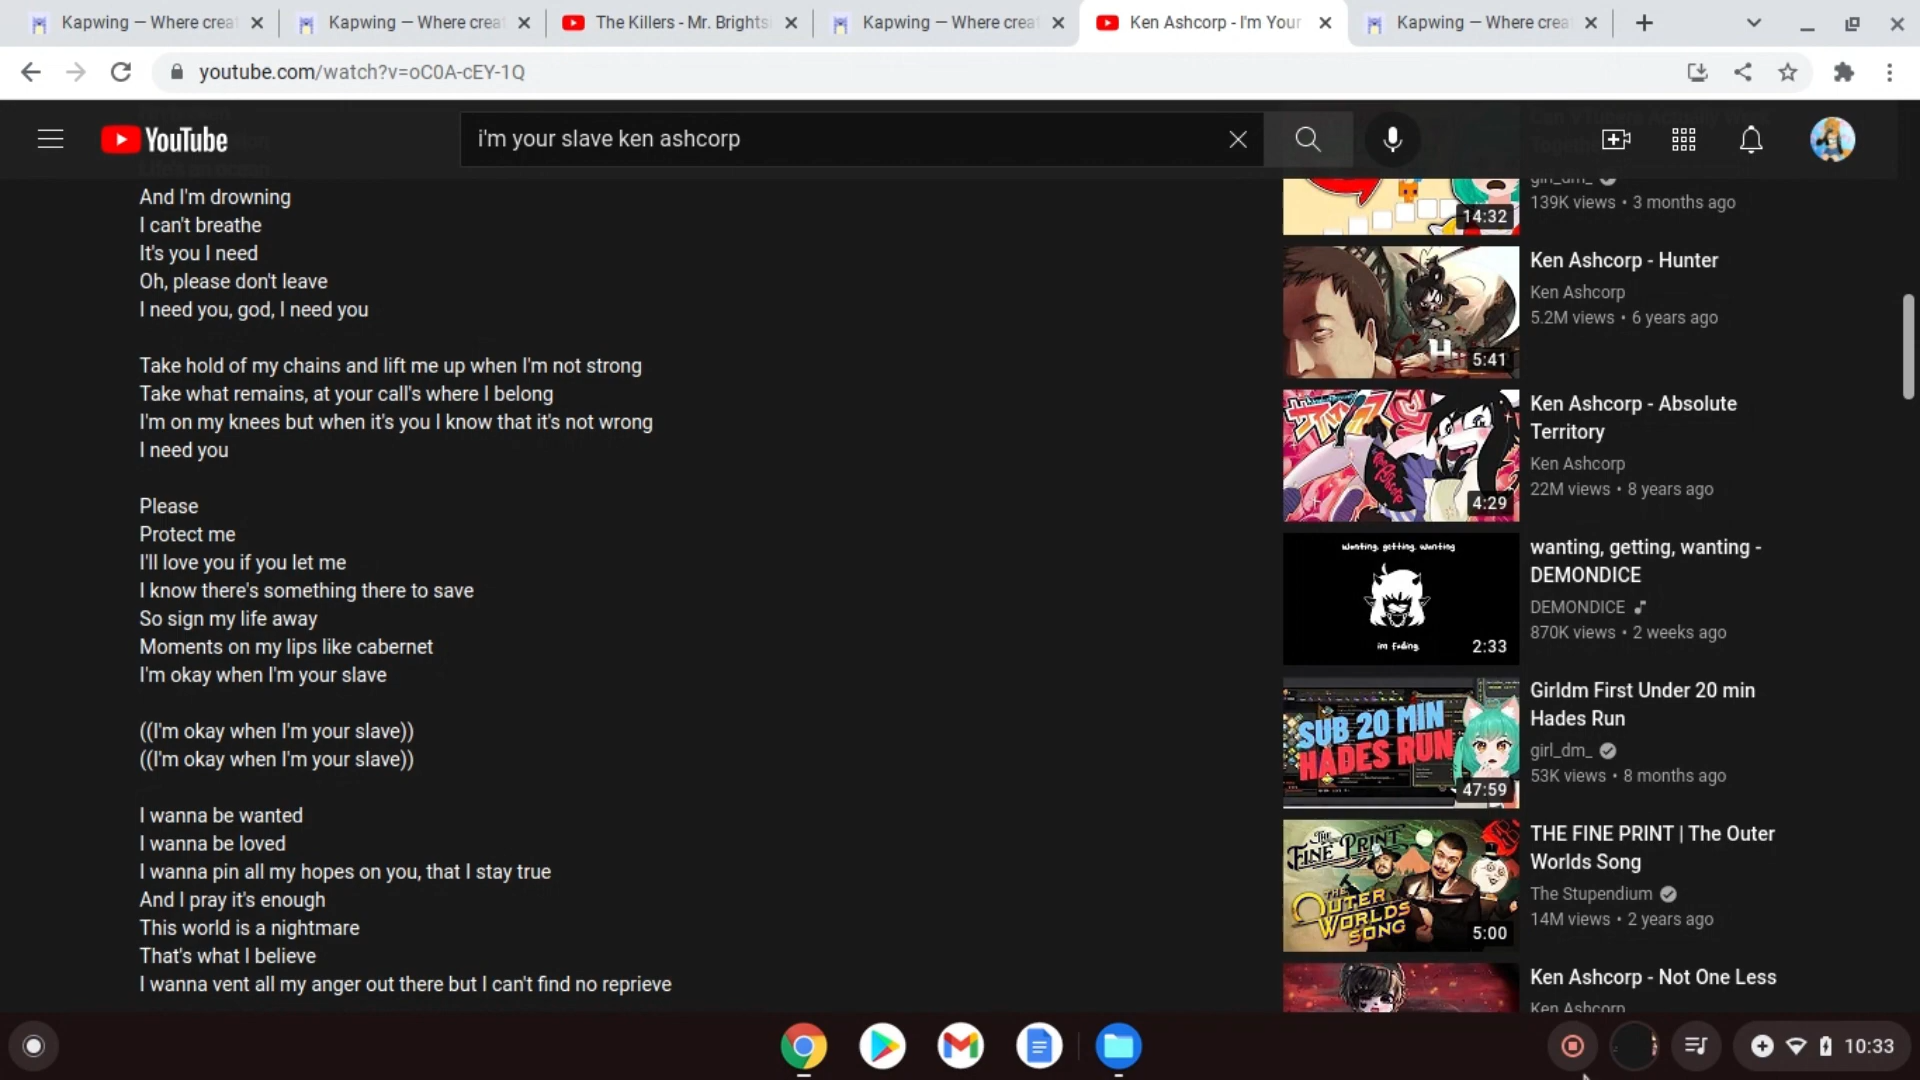 Kapwing — Where crea
Kapwing — Where crea
The Killers - Mr. Brights
Kapwing — Where crea
Ken Ashcorp - I'm Your
Kapwing — Where crea
youtube.com/watch?v=oC0A-cEY-1Q
YouTube
i'm your slave ken ashcorp
And I'm drowning
I can't breathe
It's you I need
Oh, please don't leave
I need you, god, I need you
Take hold of my chains and lift me up when I'm not strong
Take what remains, at your call's where I belong
I'm on my knees but when it's you I know that it's not wrong
I need you
Please
Protect me
I'll love you if you let me
I know there's something there to save
So sign my life away
Moments on my lips like cabernet
I'm okay when I'm your slave
((I'm okay when I'm your slave))
((I'm okay when I'm your slave))
I wanna be wanted
I wanna be loved
I wanna pin all my hopes on you, that I stay true
And I pray it's enough
This world is a nightmare
That's what I believe
I wanna vent all my anger out there but I can't find no reprieve
girl_dm_
139K views • 3 months ago
14:32
Ken Ashcorp - Hunter
Ken Ashcorp
5.2M views • 6 years ago
5:41
Ken Ashcorp - Absolute
Territory
Ken Ashcorp
22M views • 8 years ago
4:29
wanting, getting, wanting
im fading.
2:33
wanting, getting, wanting -
DEMONDICE
DEMONDICE
870K views • 2 weeks ago
SUB 20 MIN
HADES RUN
47:59
Girldm First Under 20 min
Hades Run
girl_dm_
53K views • 8 months ago
THE FINE PRINT
THE OUTER
WORLDS
SONG
5:00
THE FINE PRINT | The Outer
Worlds Song
The Stupendium
14M views • 2 years ago
Ken Ashcorp - Not One Less
Ken Ashcorp
10:33